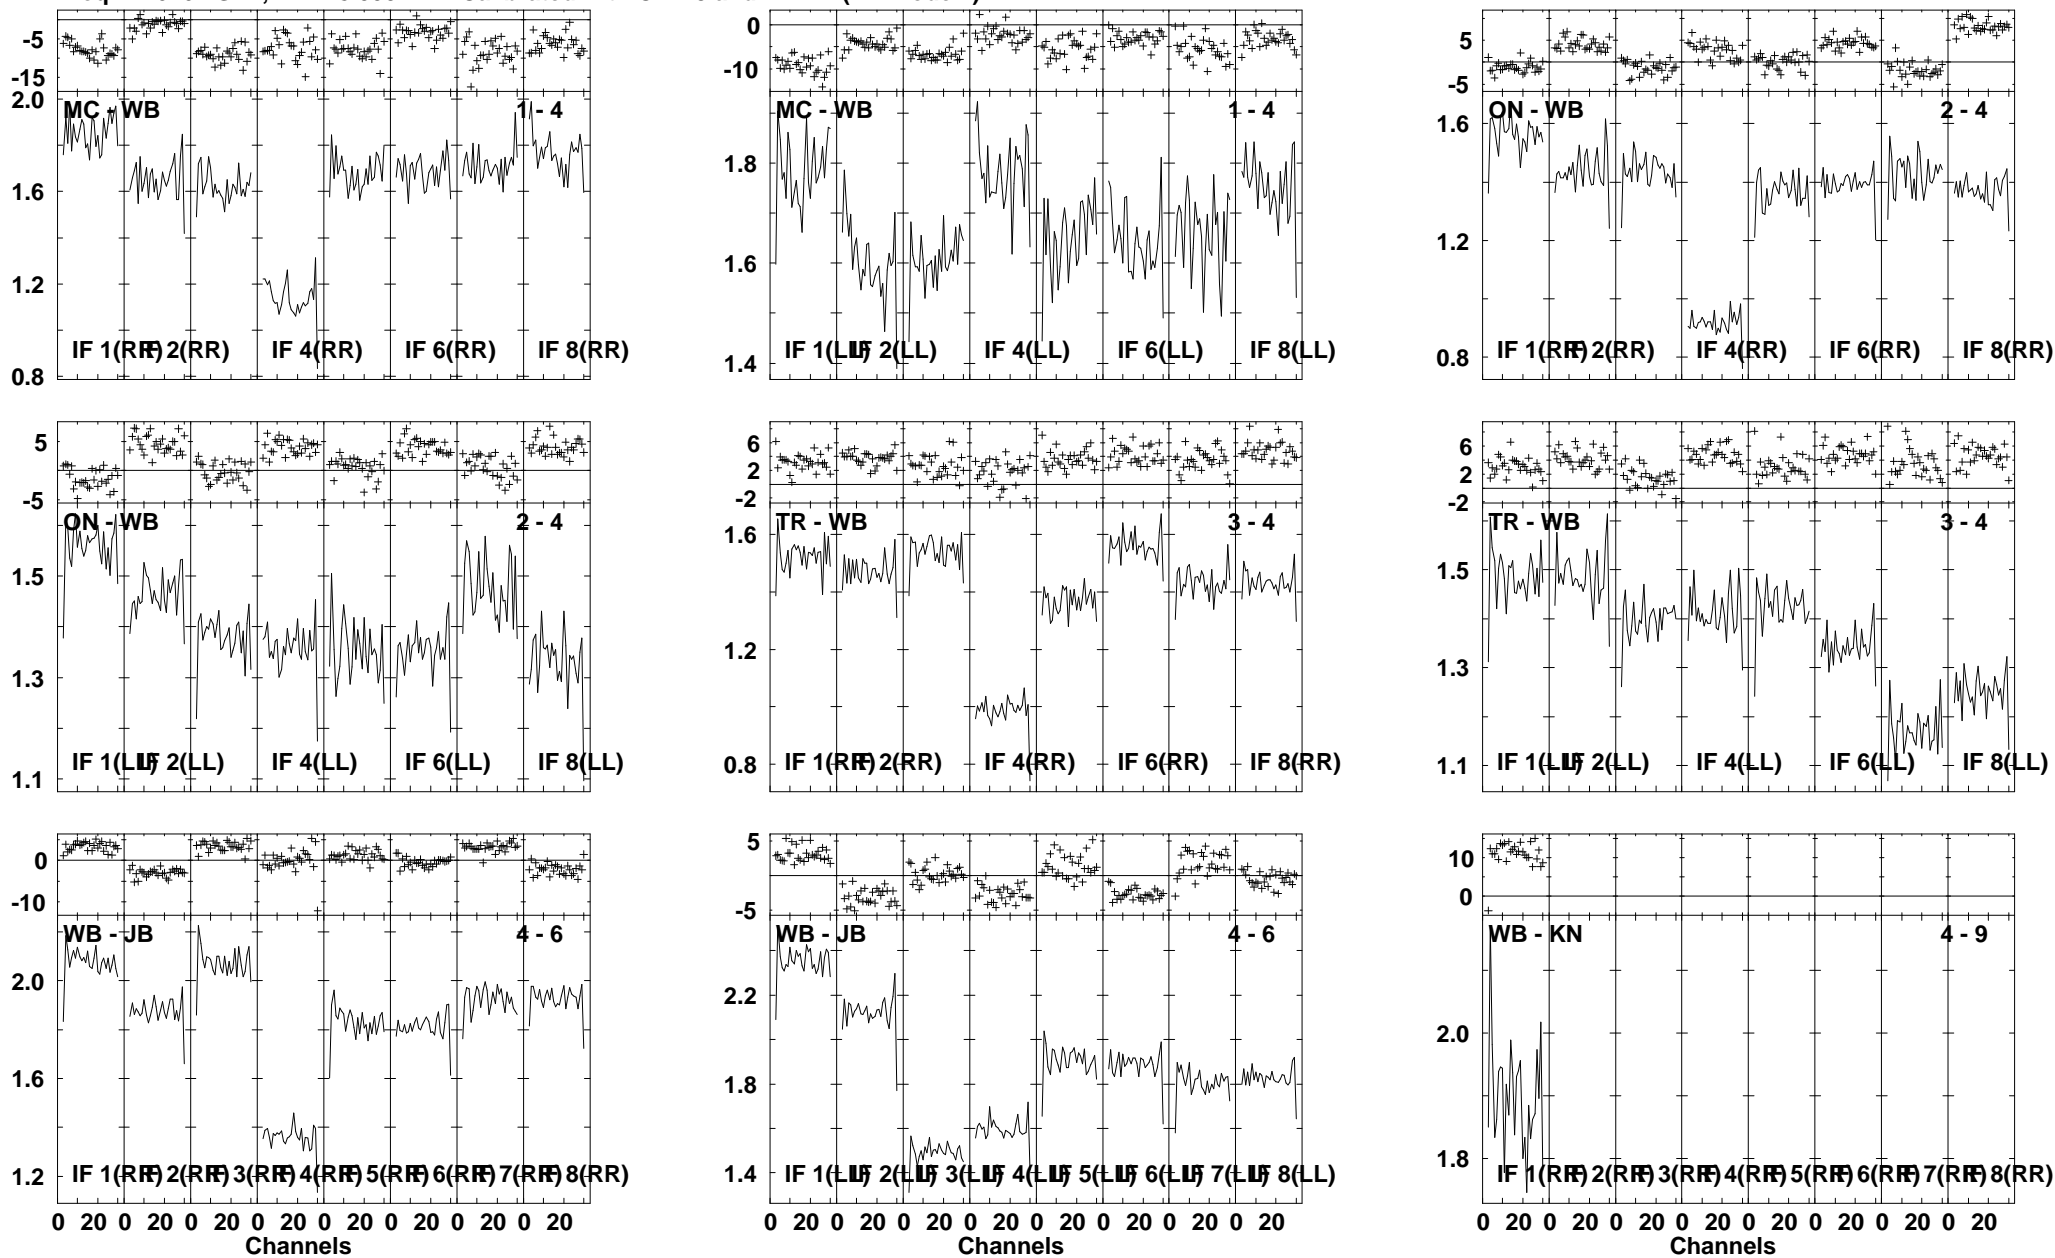 -5
-15
2.0
1.6
1.2
0.8
MC - WB
1 - 4
IF 1(RR)
IF 2(RR)
IF 4(RR)
IF 6(RR)
IF 8(RR)
0
-10
1.8
1.6
1.4
MC - WB
1 - 4
IF 1(LL)
IF 2(LL)
IF 4(LL)
IF 6(LL)
IF 8(LL)
5
-5
1.6
1.2
0.8
ON - WB
2 - 4
IF 1(RR)
IF 2(RR)
IF 4(RR)
IF 6(RR)
IF 8(RR)
5
-5
1.5
1.3
1.1
ON - WB
2 - 4
IF 1(LL)
IF 2(LL)
IF 4(LL)
IF 6(LL)
IF 8(LL)
6
2
-2
1.6
1.2
0.8
TR - WB
3 - 4
IF 1(RR)
IF 2(RR)
IF 4(RR)
IF 6(RR)
IF 8(RR)
6
2
-2
1.5
1.3
1.1
TR - WB
3 - 4
IF 1(LL)
IF 2(LL)
IF 4(LL)
IF 6(LL)
IF 8(LL)
0
-10
2.0
1.6
1.2
WB - JB
4 - 6
IF 1(RR)
IF 2(RR)
IF 3(RR)
IF 4(RR)
IF 5(RR)
IF 6(RR)
IF 7(RR)
IF 8(RR)
0 20 0 20 0 20 0 20 0 20 0 20 0 20 0 20
Channels
5
-5
2.2
1.8
1.4
WB - JB
4 - 6
IF 1(LL)
IF 2(LL)
IF 3(LL)
IF 4(LL)
IF 5(LL)
IF 6(LL)
IF 7(LL)
IF 8(LL)
0 20 0 20 0 20 0 20 0 20 0 20 0 20 0 20
Channels
10
0
2.0
1.8
WB - KN
4 - 9
IF 1(RR)
IF 2(RR)
IF 3(RR)
IF 4(RR)
IF 5(RR)
IF 6(RR)
IF 7(RR)
IF 8(RR)
0 20 0 20 0 20 0 20 0 20 0 20 0 20 0 20
Channels